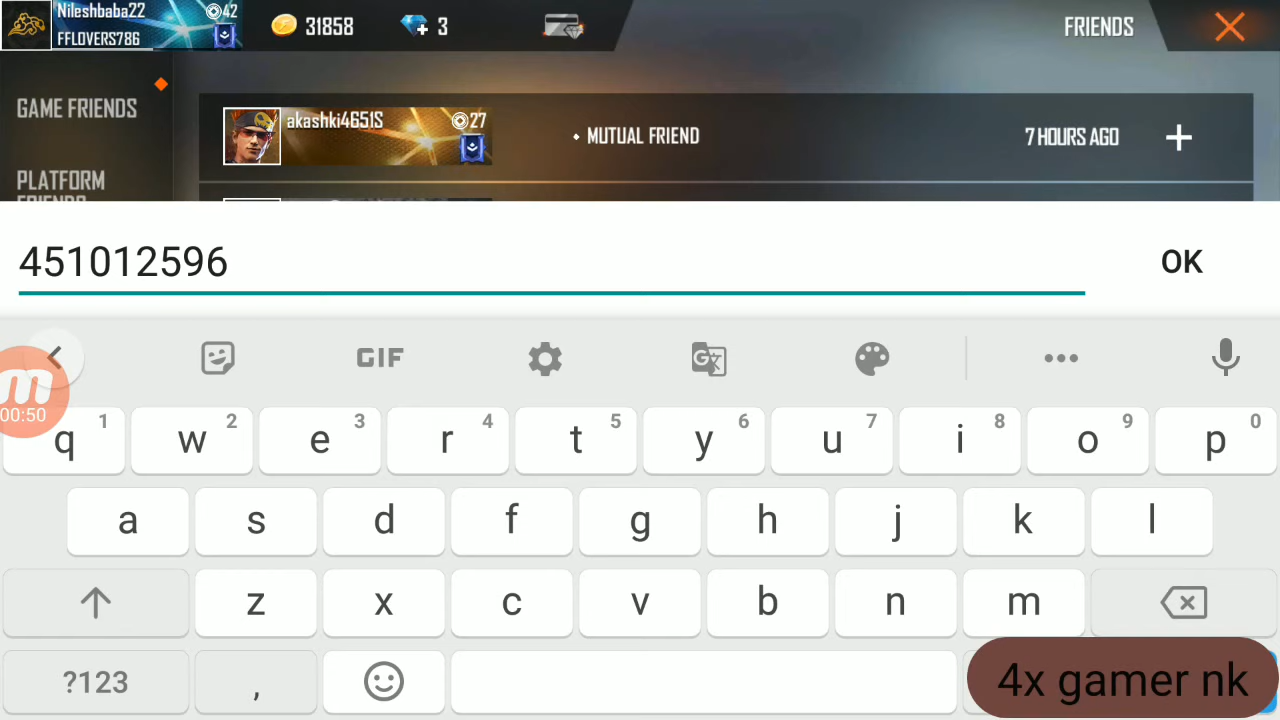 Nileshbaba22
42
FFLOVERS786
31858
3
FRIENDS
GAME FRIENDS
akashki4651S
27
MUTUAL FRIEND
7 HOURS AGO
+
PLATFORM
FRIENDS
451012596
OK
GIF
00:50
q 1 w 2 e 3 r 4 t 5 y 6 u 7 i 8 o 9 p 0
a s d f g h j k l
z x c v b n m
?123 ,
4x gamer nk